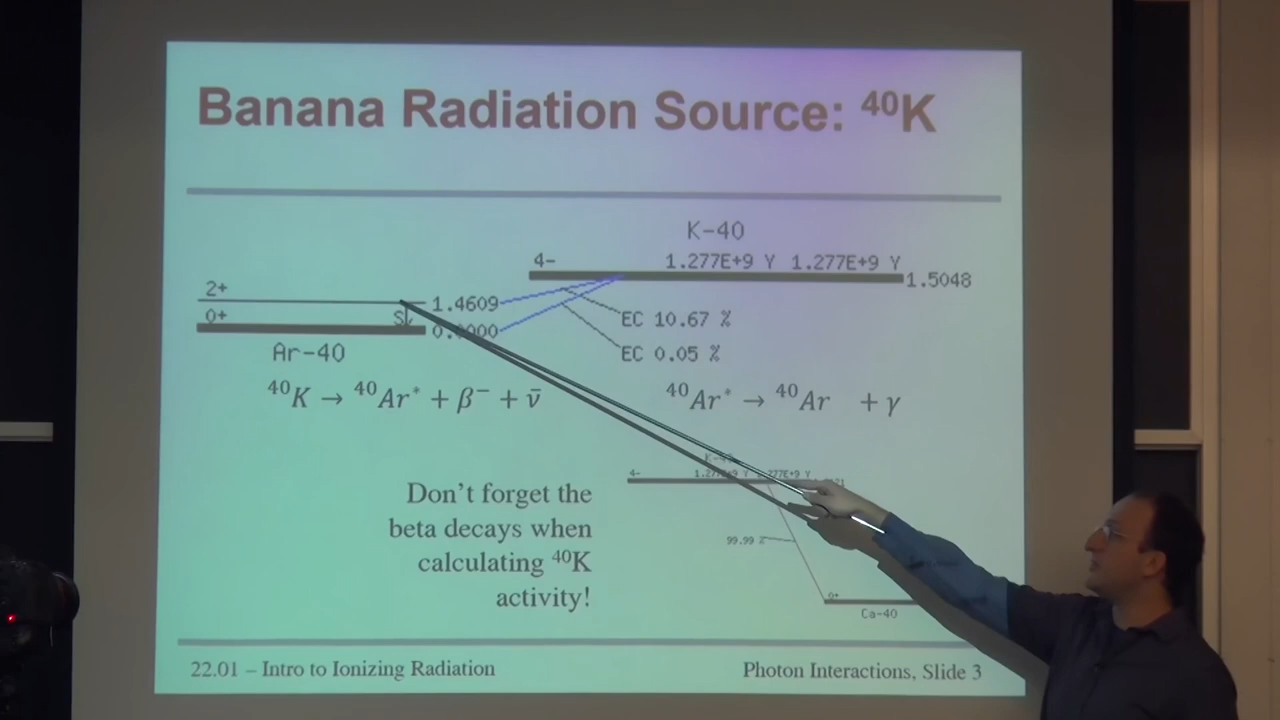 Banana Radiation Source: ⁴⁰K
K-40
4- 1.277E+9 Y 1.277E+9 Y
1.5048
2+
1.4609
0+
0.0000
EC 10.67 %
EC 0.05 %
Ar-40
⁴⁰K → ⁴⁰Ar* + β⁻ + ν̄
⁴⁰Ar* → ⁴⁰Ar + γ
4-
Don't forget the
beta decays when
calculating ⁴⁰K
activity!
99.99 %
0+
Ca-40
22.01 – Intro to Ionizing Radiation
Photon Interactions, Slide 3